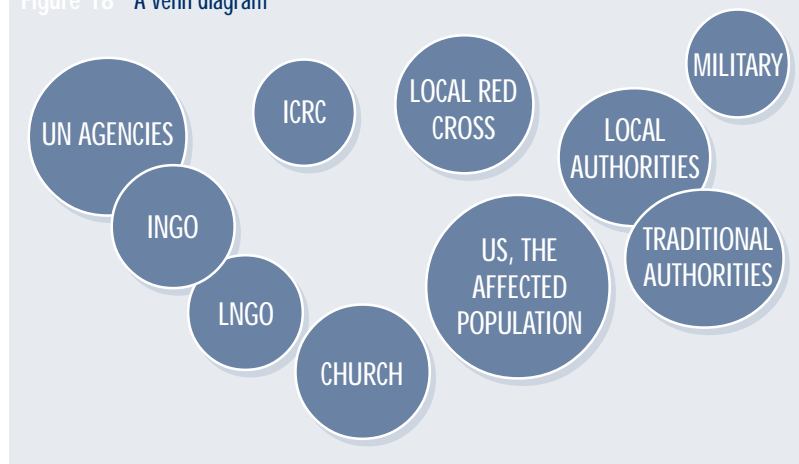 Figure 18 A Venn diagram
MILITARY
LOCAL RED
CROSS
ICRC
UN AGENCIES
LOCAL
AUTHORITIES
INGO
TRADITIONAL
AUTHORITIES
US, THE
AFFECTED
POPULATION
LNGO
CHURCH